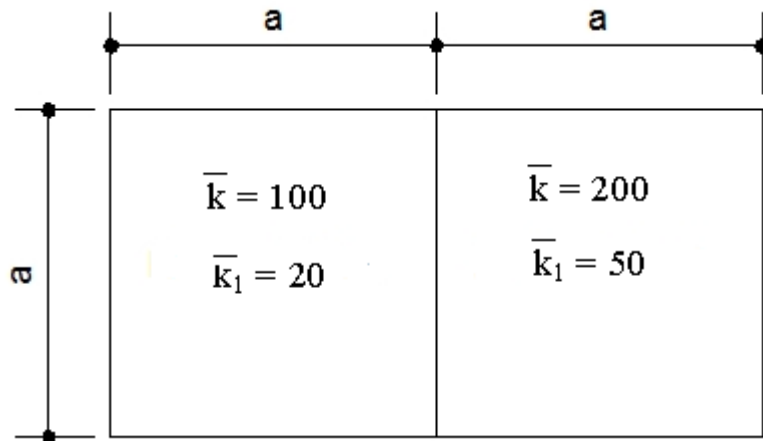 a a
k̅ = 100
k̅₁ = 20
k̅ = 200
k̅₁ = 50
a